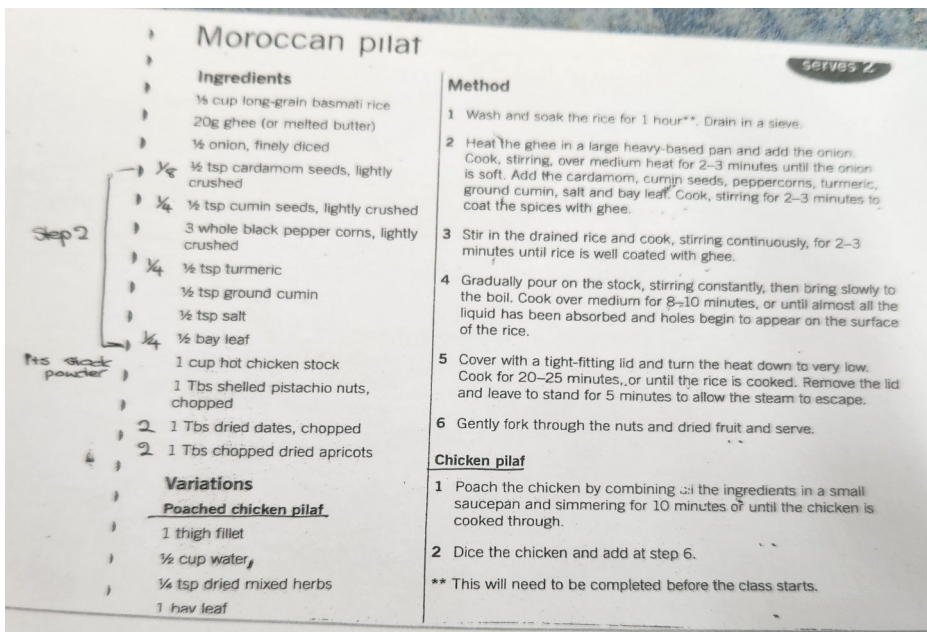 Moroccan pilaf
serves 2
Ingredients
cup long-grain basmati rice
20g ghee (or melted butter)
½ onion, finely diced
⅛ ½ tsp cardamom seeds, lightly
crushed
¼ ½ tsp cumin seeds, lightly crushed
Step 2
3 whole black pepper corns, lightly
crushed
¼ ½ tsp turmeric
½ tsp ground cumin
½ tsp salt
¼ ½ bay leaf
1 cup hot chicken stock
stock
powder
1 Tbs shelled pistachio nuts,
chopped
2 1 Tbs dried dates, chopped
2 1 Tbs chopped dried apricots
Variations
Poached chicken pilaf
1 thigh fillet
½ cup water
¼ tsp dried mixed herbs
1 bay leaf
Method
1 Wash and soak the rice for 1 hour**. Drain in a sieve.
2 Heat the ghee in a large heavy-based pan and add the onion.
Cook, stirring, over medium heat for 2–3 minutes until the onion
is soft. Add the cardamom, cumin seeds, peppercorns, turmeric,
ground cumin, salt and bay leaf. Cook, stirring for 2–3 minutes to
coat the spices with ghee.
3 Stir in the drained rice and cook, stirring continuously, for 2–3
minutes until rice is well coated with ghee.
4 Gradually pour on the stock, stirring constantly, then bring slowly to
the boil. Cook over medium for 8–10 minutes, or until almost all the
liquid has been absorbed and holes begin to appear on the surface
of the rice.
5 Cover with a tight-fitting lid and turn the heat down to very low.
Cook for 20–25 minutes, or until the rice is cooked. Remove the lid
and leave to stand for 5 minutes to allow the steam to escape.
6 Gently fork through the nuts and dried fruit and serve.
Chicken pilaf
1 Poach the chicken by combining all the ingredients in a small
saucepan and simmering for 10 minutes or until the chicken is
cooked through.
2 Dice the chicken and add at step 6.
** This will need to be completed before the class starts.